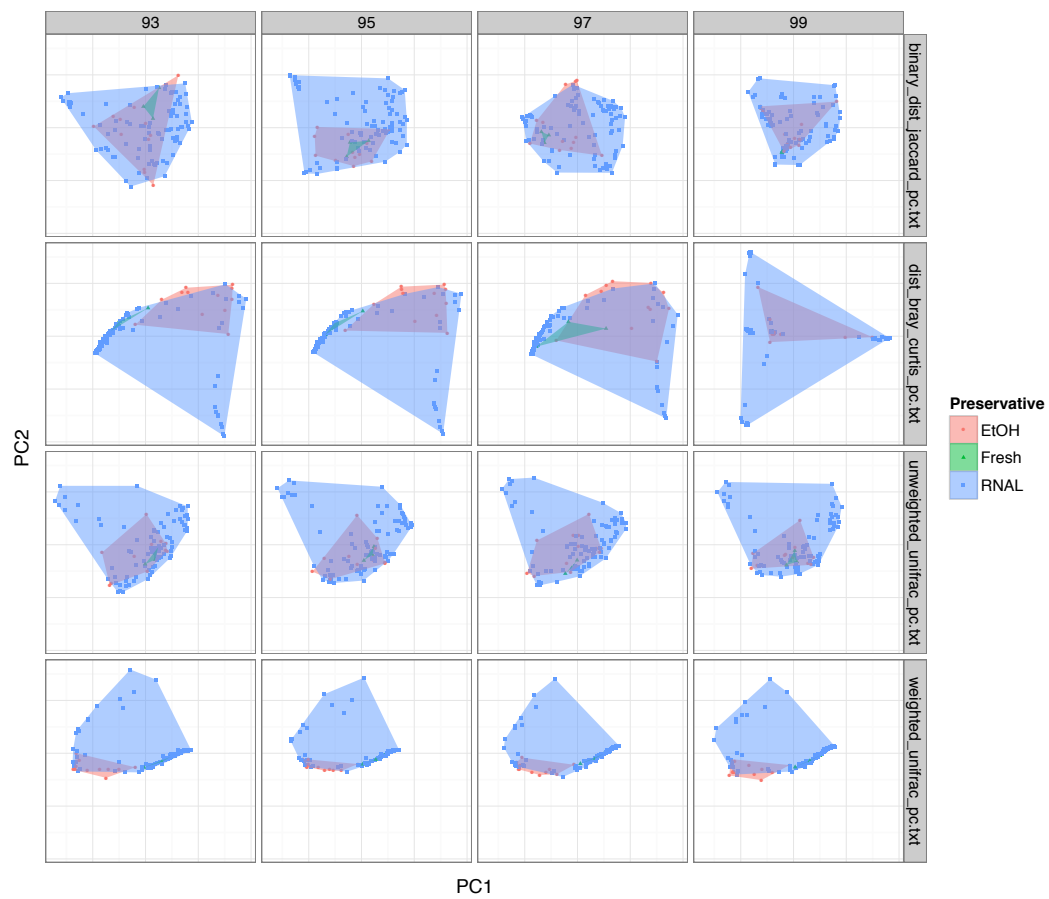 93
95
97
99
binary_dist_jaccard_pc.txt
dist_bray_curtis_pc.txt
unweighted_unifrac_pc.txt
weighted_unifrac_pc.txt
PC2
PC1
Preservative
EtOH
Fresh
RNAL